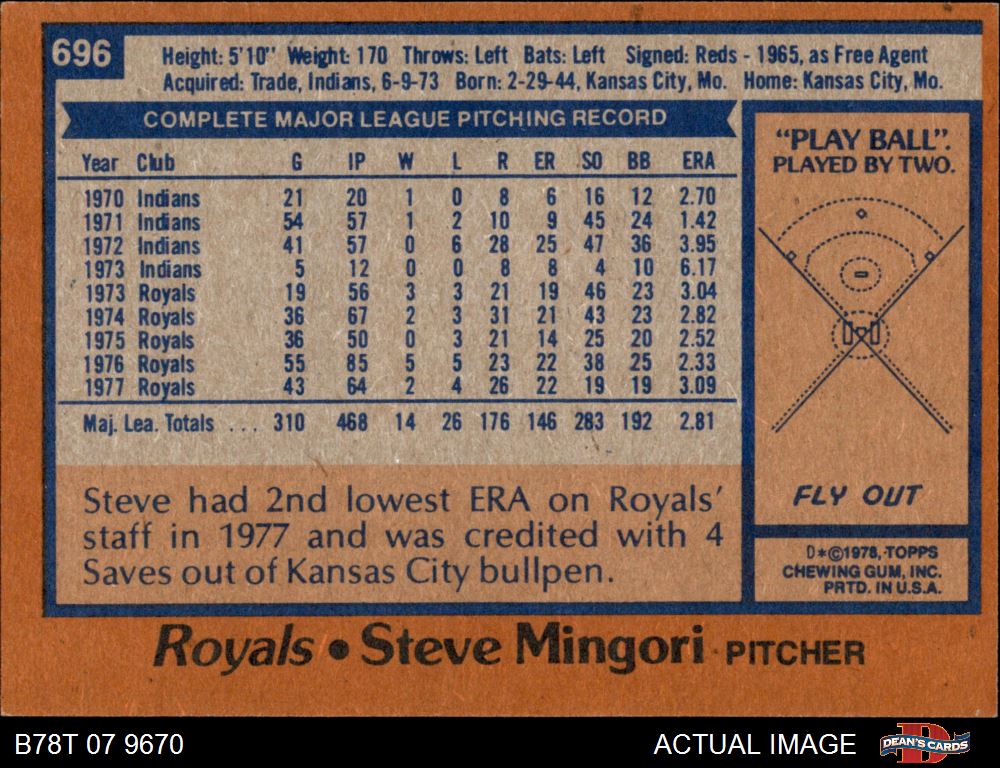 696
Height: 5'10" Weight: 170 Throws: Left Bats: Left Signed: Reds - 1965, as Free Agent
Acquired: Trade, Indians, 6-9-73 Born: 2-29-44, Kansas City, Mo. Home: Kansas City, Mo.
COMPLETE MAJOR LEAGUE PITCHING RECORD
Year Club G IP W L R ER SO BB ERA
1970 Indians 21 20 1 0 8 6 16 12 2.70
1971 Indians 54 57 1 2 10 9 45 24 1.42
1972 Indians 41 57 0 6 28 25 47 36 3.95
1973 Indians 5 12 0 0 8 8 4 10 6.17
1973 Royals 19 56 3 3 21 19 46 23 3.04
1974 Royals 36 67 2 3 31 21 43 23 2.82
1975 Royals 36 50 0 3 21 14 25 20 2.52
1976 Royals 55 85 5 5 23 22 38 25 2.33
1977 Royals 43 64 2 4 26 22 19 19 3.09
Maj. Lea. Totals ... 310 468 14 26 176 146 283 192 2.81
Steve had 2nd lowest ERA on Royals'
staff in 1977 and was credited with 4
Saves out of Kansas City bullpen.
"PLAY BALL".
PLAYED BY TWO.
FLY OUT
D*©1978, TOPPS
CHEWING GUM, INC.
PRTD. IN U.S.A.
Royals • Steve Mingori PITCHER
B78T 07 9670
ACTUAL IMAGE
DEAN'S CARDS